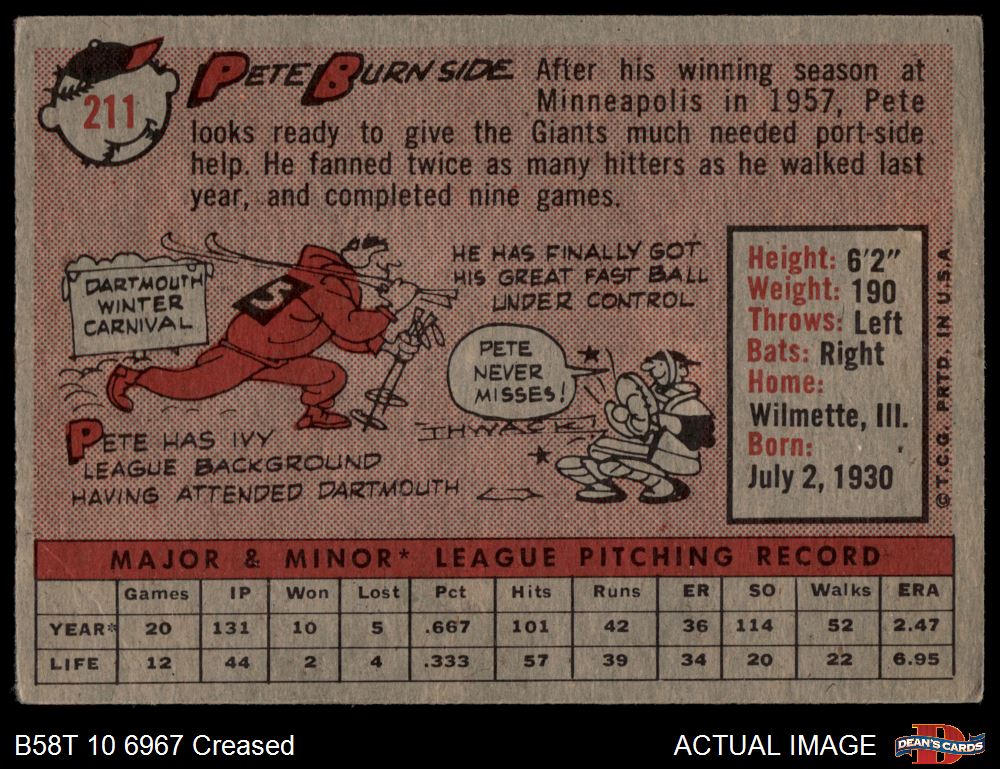 211
PETE BURNSIDE After his winning season at
Minneapolis in 1957, Pete
looks ready to give the Giants much needed port-side
help. He fanned twice as many hitters as he walked last
year, and completed nine games.
DARTMOUTH
WINTER
CARNIVAL
S
PETE HAS IVY
LEAGUE BACKGROUND
HAVING ATTENDED DARTMOUTH
HE HAS FINALLY GOT
HIS GREAT FAST BALL
UNDER CONTROL
PETE
NEVER
MISSES!
THWACK!
Height: 6'2"
Weight: 190
Throws: Left
Bats: Right
Home:
Wilmette, Ill.
Born:
July 2, 1930
© T.C.G. PRTD. IN U.S.A.
MAJOR & MINOR* LEAGUE PITCHING RECORD
Games IP Won Lost Pct Hits Runs ER SO Walks ERA
YEAR* 20 131 10 5 .667 101 42 36 114 52 2.47
LIFE 12 44 2 4 .333 57 39 34 20 22 6.95
B58T 10 6967 Creased
ACTUAL IMAGE
D
DEAN'S CARDS